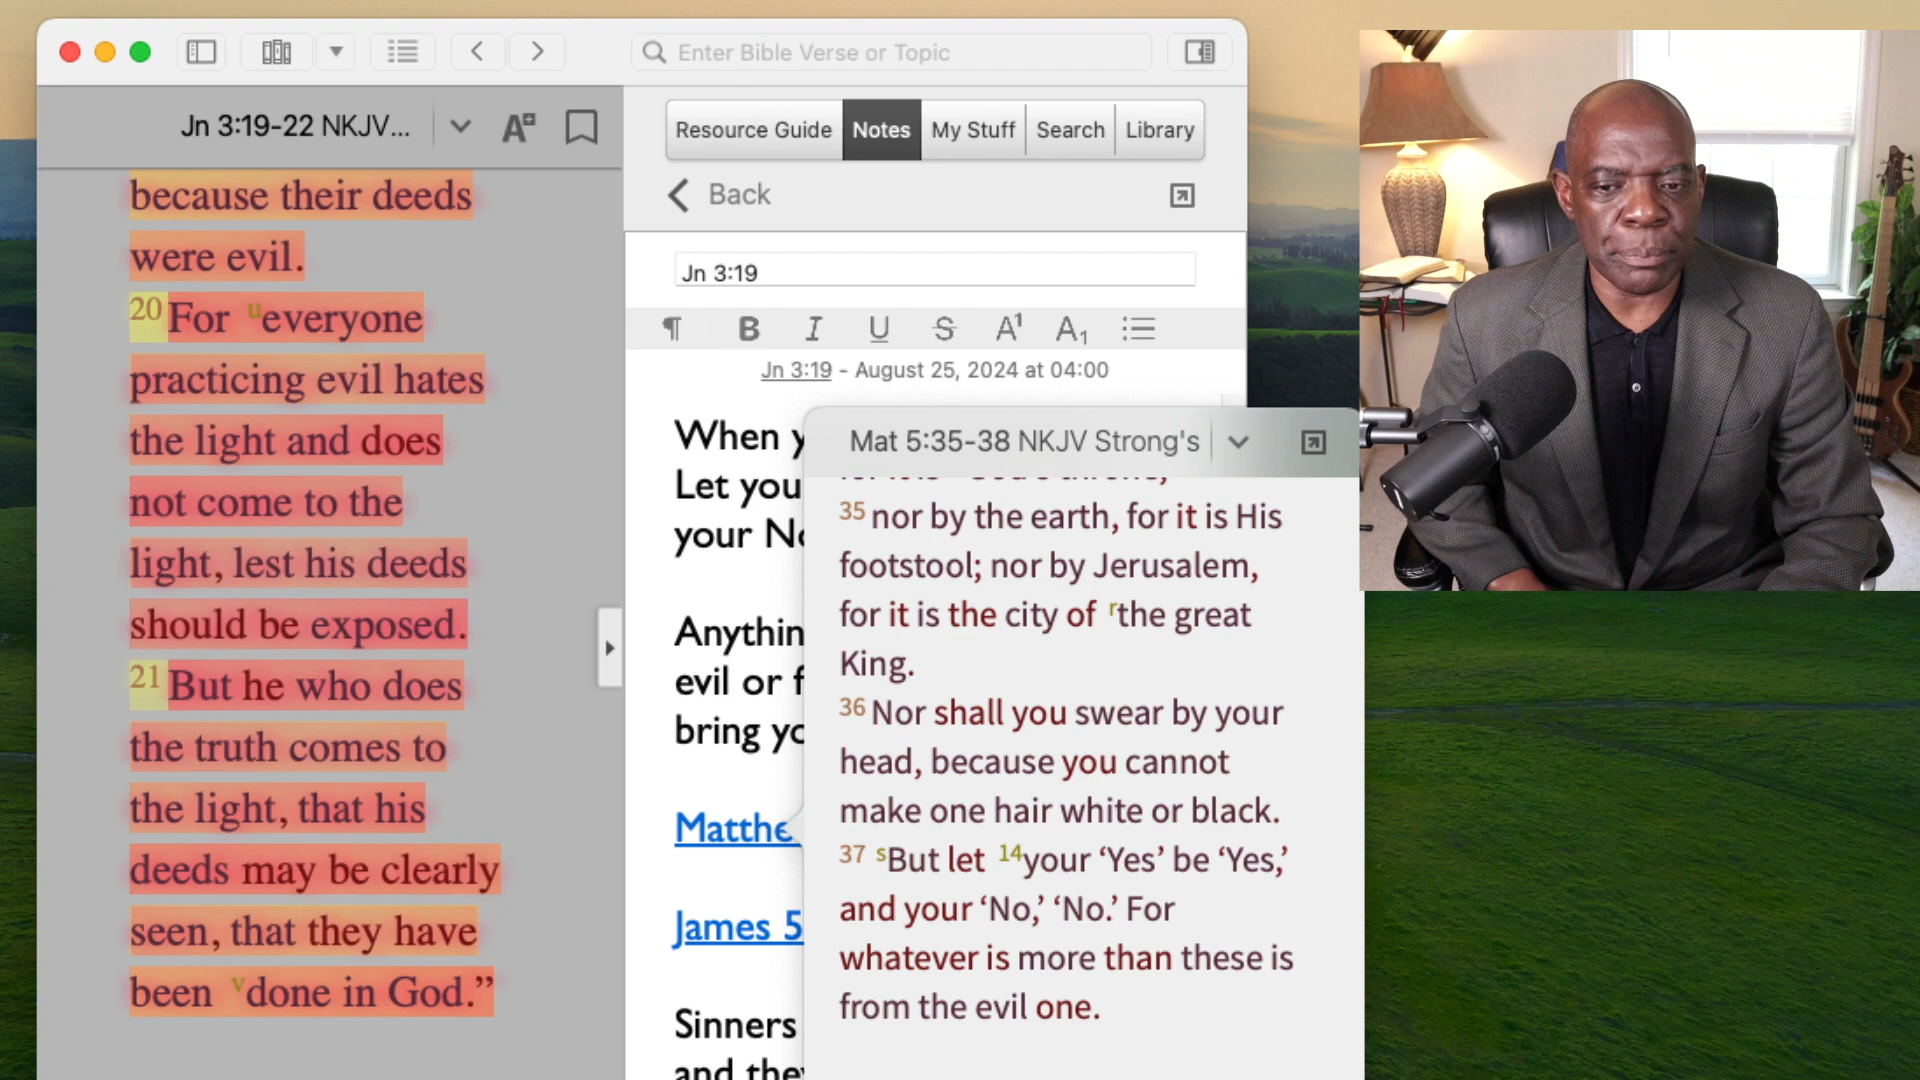 Enter Bible Verse or Topic
Jn 3:19-22 NKJV...
because their deeds
were evil.
20 For u everyone
practicing evil hates
the light and does
not come to the
light, lest his deeds
should be exposed.
21 But he who does
the truth comes to
the light, that his
deeds may be clearly
seen, that they have
been v done in God.”
Resource Guide Notes My Stuff Search Library
Back
Jn 3:19
B I U S A1 A1
Jn 3:19 - August 25, 2024 at 04:00
When
Let you
your
evil or
bring
James 5
Sinners
Mat 5:35-38 NKJV Strong's
35 nor by the earth, for it is His
footstool; nor by Jerusalem,
for it is the city of r the great
King.
36 Nor shall you swear by your
head, because you cannot
make one hair white or black.
37 s But let 14 your ‘Yes’ be ‘Yes,’
and your ‘No,’ ‘No.’ For
whatever is more than these is
from the evil one.